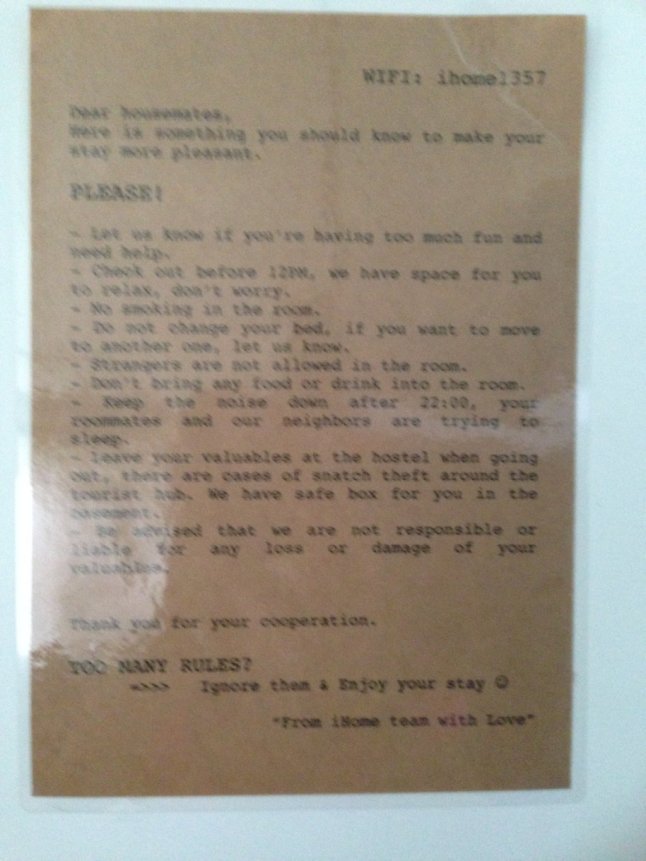 WIFI: ihome1357
Dear housemates,
Here is something you should know to make your
stay more pleasant.
PLEASE!
- Let us know if you're having too much fun and
need help.
- Check out before 12PM, we have space for you
to relax, don't worry.
- No smoking in the room.
- Do not change your bed, if you want to move
to another one, let us know.
- Strangers are not allowed in the room.
- Don't bring any food or drink into the room.
- Keep the noise down after 22:00, your
roommates and our neighbors are trying to
sleep.
- Leave your valuables at the hostel when going
out, there are cases of snatch theft around the
tourist hub. We have safe box for you in the
basement.
- Be advised that we are not responsible or
liable for any loss or damage of your
valuables.
Thank you for your cooperation.
TOO MANY RULES?
=>>> Ignore them & Enjoy your stay ☺
"From iHome team with Love"